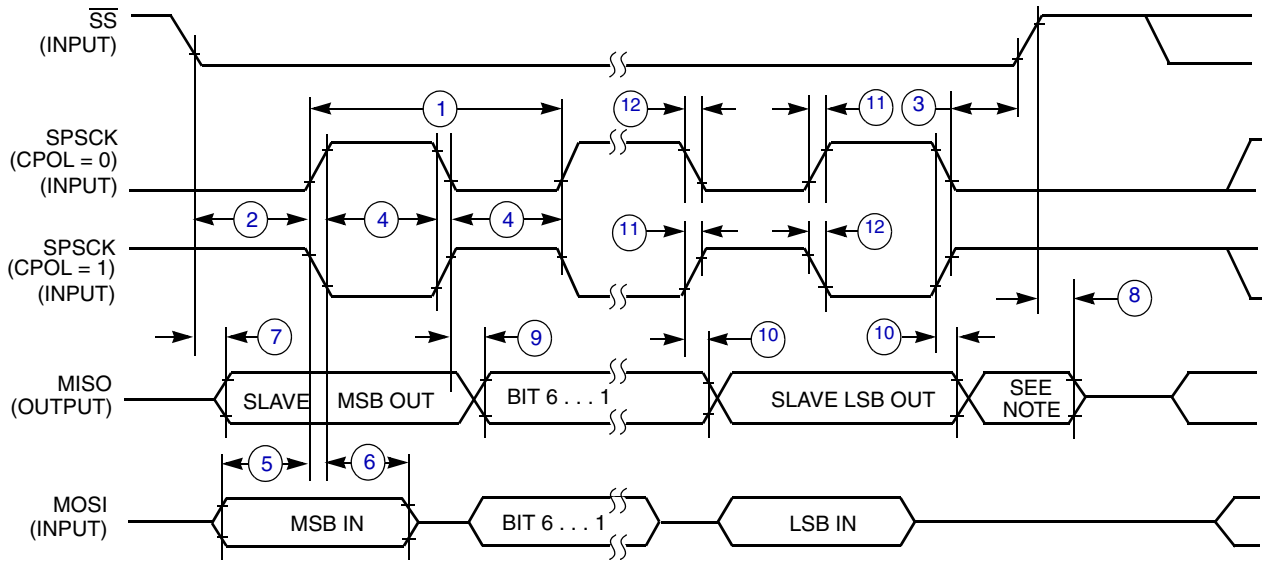 SS
(INPUT)
1
12
11
3
SPSCK
(CPOL = 0)
(INPUT)
2
4
4
11
12
SPSCK
(CPOL = 1)
(INPUT)
7
9
10
10
8
MISO
(OUTPUT)
SLAVE MSB OUT
BIT 6 . . . 1
SLAVE LSB OUT
SEE
NOTE
5
6
MOSI
(INPUT)
MSB IN
BIT 6 . . . 1
LSB IN